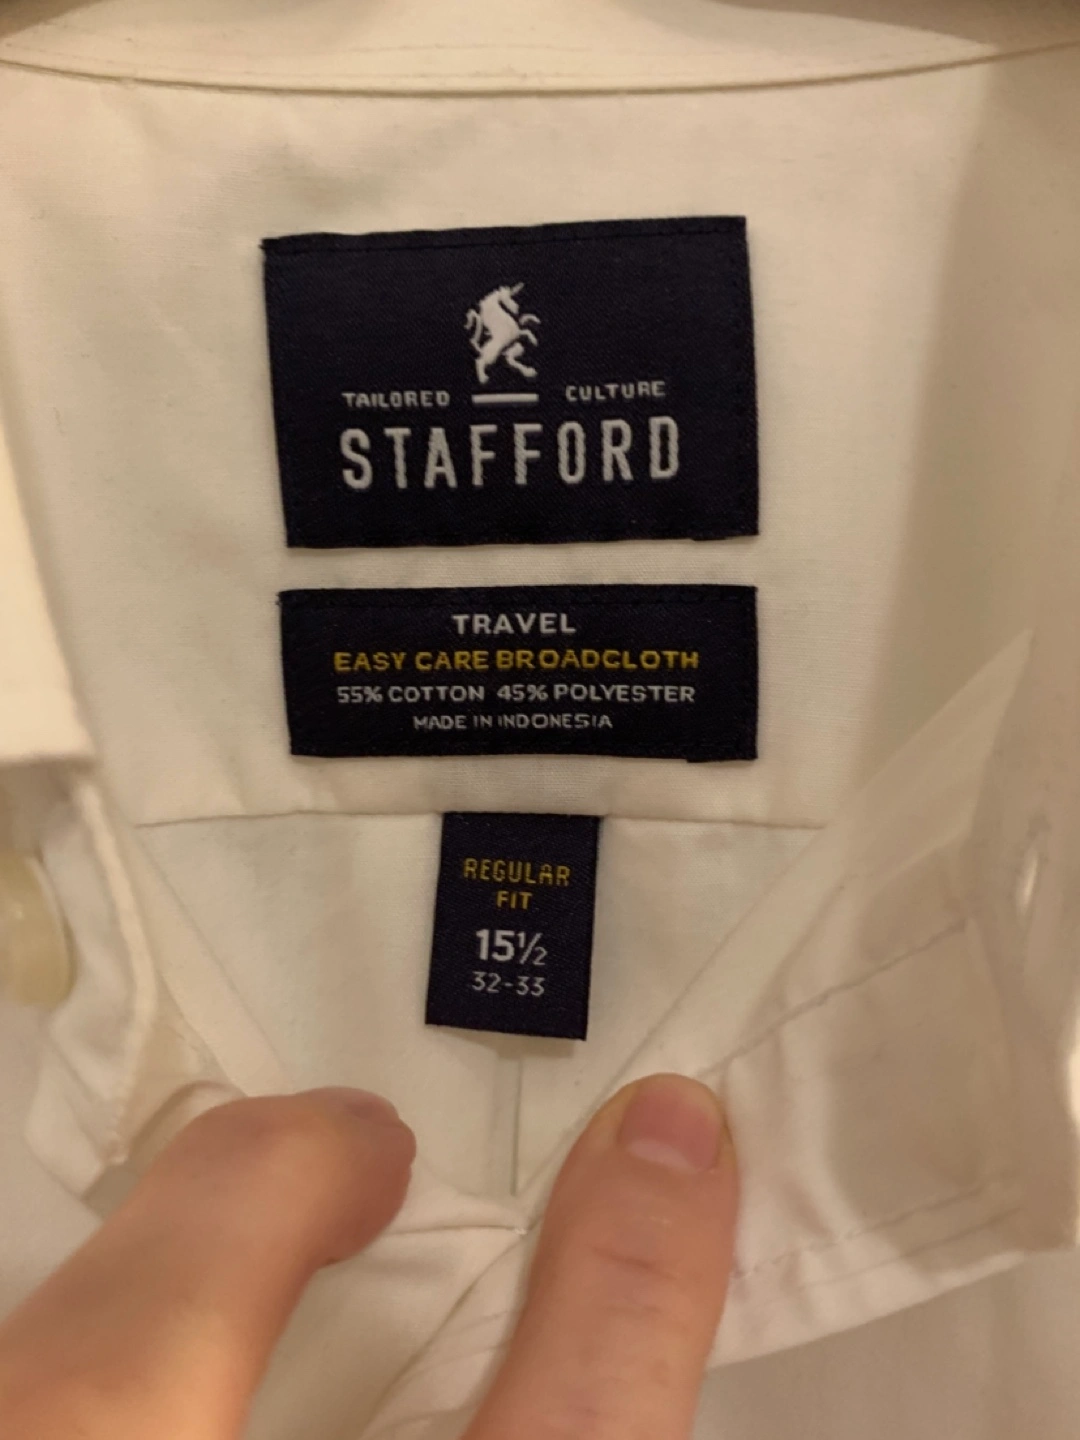 TAILORED CULTURE
STAFFORD
TRAVEL
EASY CARE BROADCLOTH
55% COTTON 45% POLYESTER
MADE IN INDONESIA
REGULAR
FIT
15½
32-33